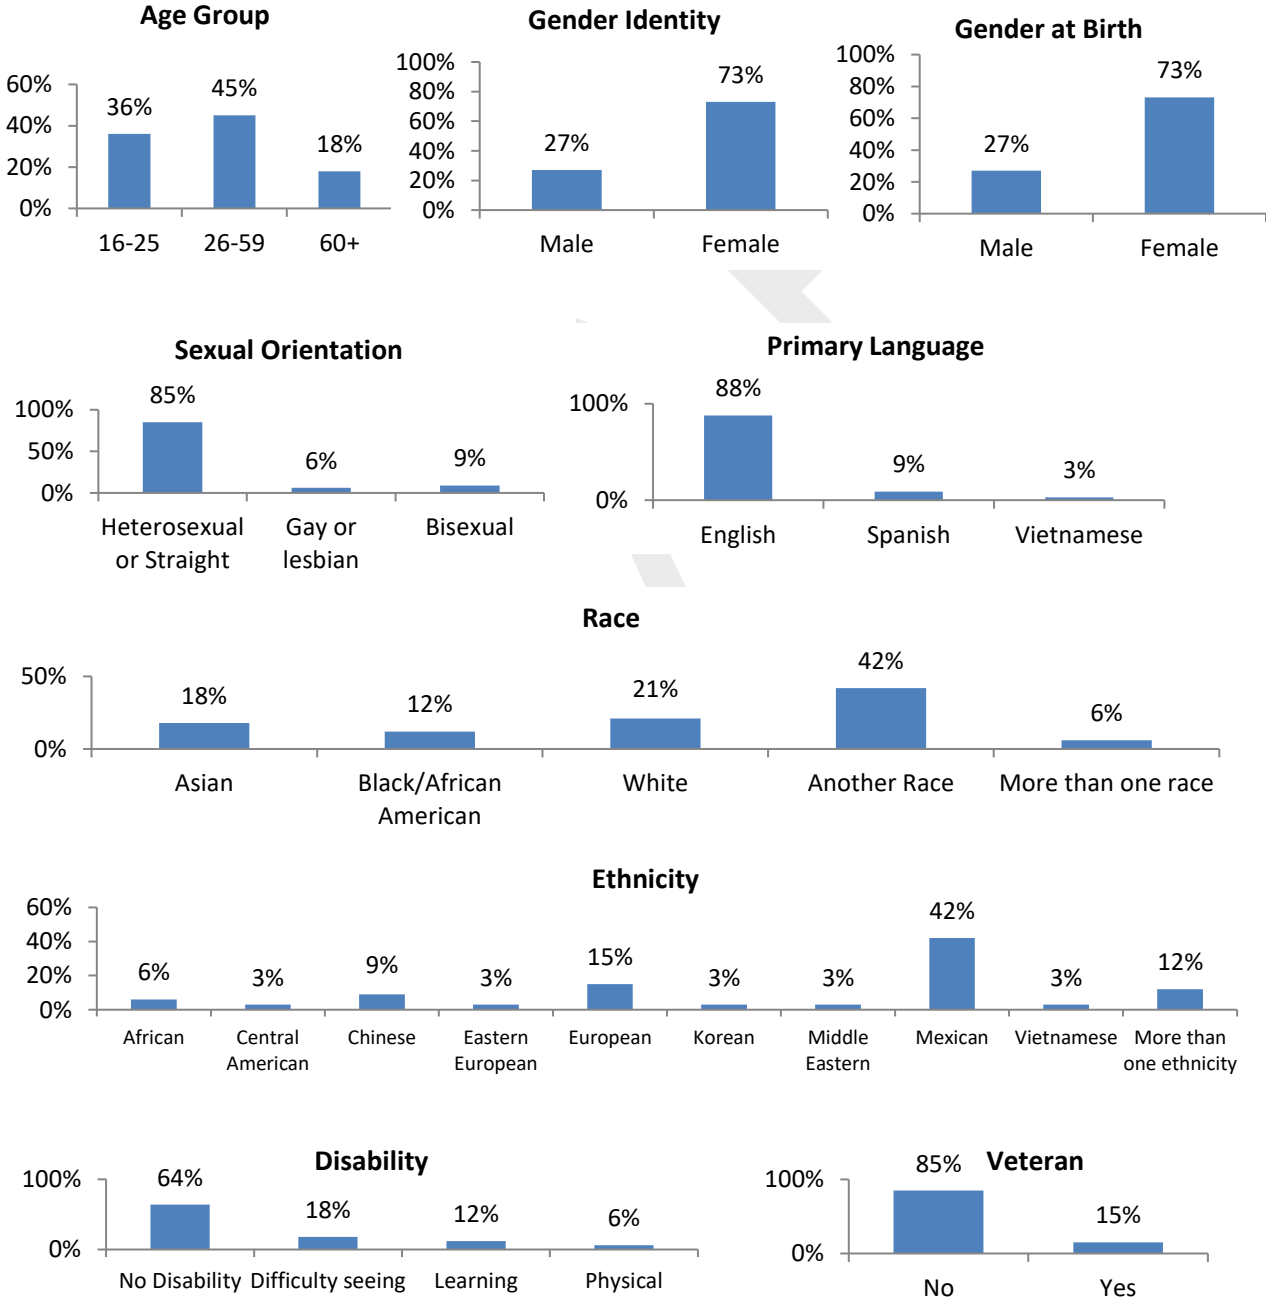 Age Group
60%
40%
20%
0%
36%
45%
18%
16-25 26-59 60+
Gender Identity
100%
80%
60%
40%
20%
0%
27%
73%
Male Female
Gender at Birth
100%
80%
60%
40%
20%
0%
27%
73%
Male Female
Sexual Orientation
100%
50%
0%
85%
6%
9%
Heterosexual or Straight
Gay or lesbian
Bisexual
Primary Language
100%
0%
88%
9%
3%
English Spanish Vietnamese
Race
50%
0%
18%
12%
21%
42%
6%
Asian
Black/African American
White
Another Race
More than one race
Ethnicity
60%
40%
20%
0%
6%
3%
9%
3%
15%
3%
3%
42%
3%
12%
African
Central American
Chinese
Eastern European
European
Korean
Middle Eastern
Mexican
Vietnamese
More than one ethnicity
Disability
100%
0%
64%
18%
12%
6%
No Disability Difficulty seeing Learning Physical
Veteran
100%
0%
85%
15%
No Yes